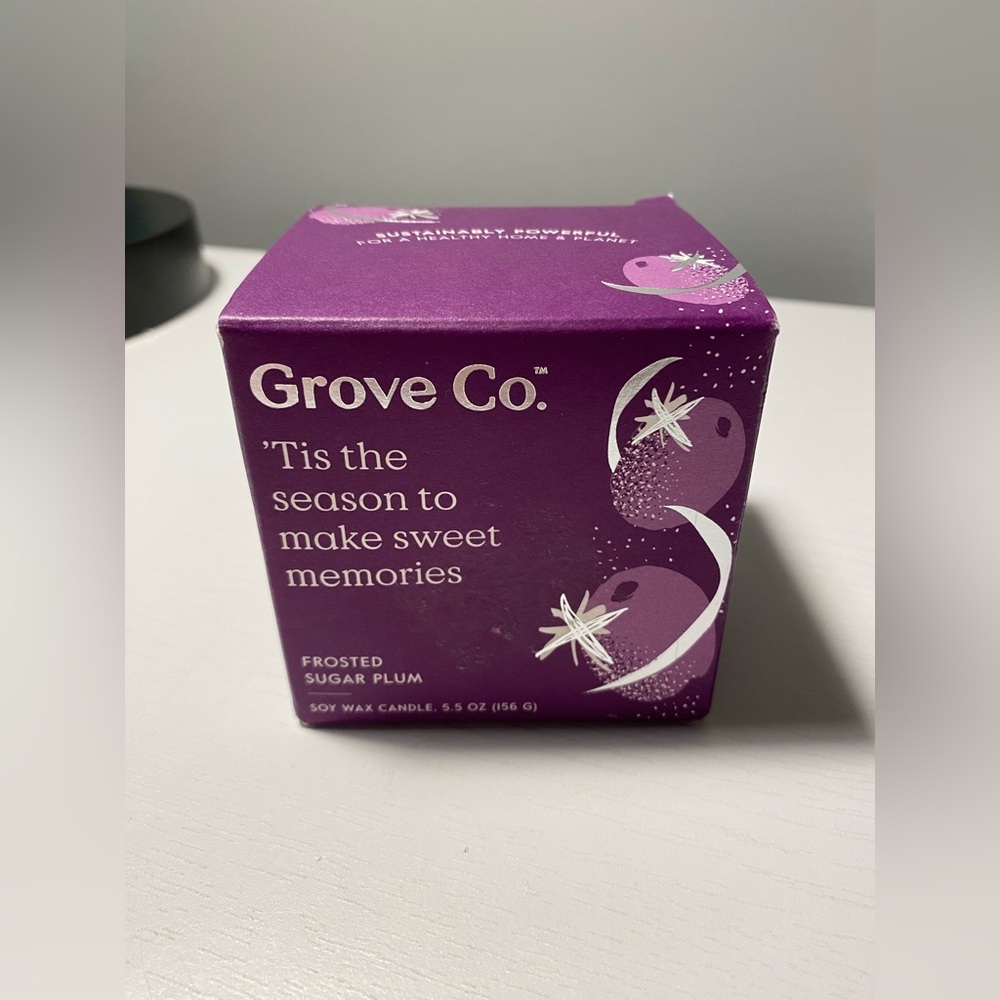 SUSTAINABLY POWERFUL
FOR A HEALTHY HOME & PLANET
Grove Co.™
'Tis the
season to
make sweet
memories
FROSTED
SUGAR PLUM
SOY WAX CANDLE, 5.5 OZ (156 G)